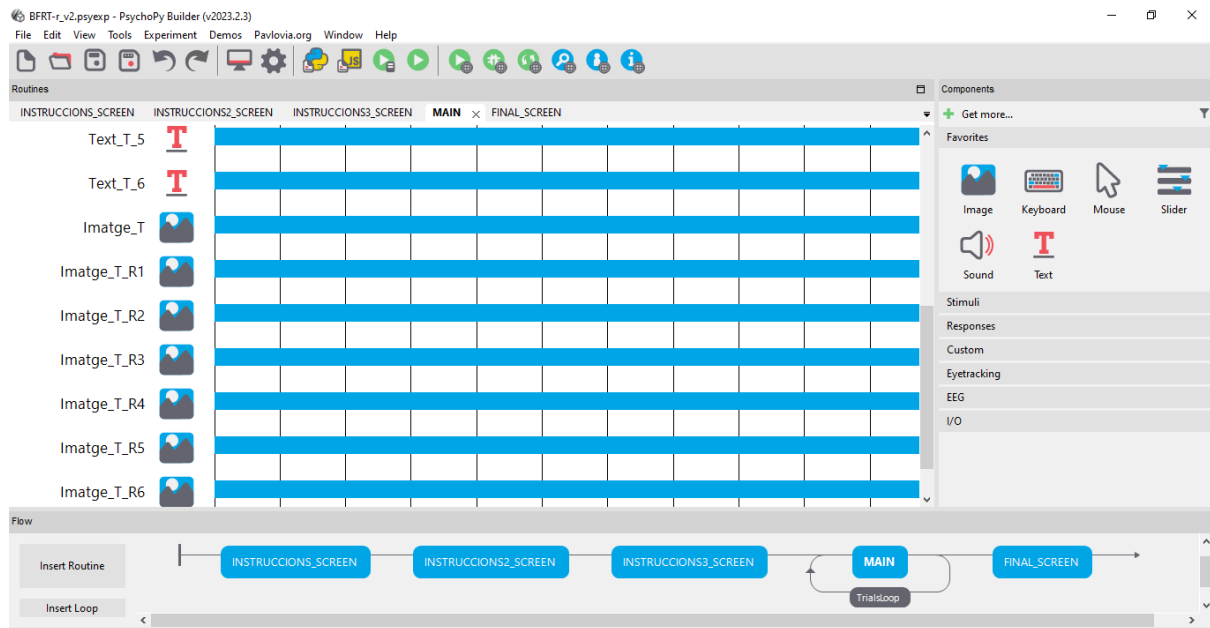 BFRT-r_v2.psyexp - PsychoPy Builder (v2023.2.3)
File Edit View Tools Experiment Demos Pavlovia.org Window Help
Routines
INSTRUCCIONS_SCREEN INSTRUCCIONS2_SCREEN INSTRUCCIONS3_SCREEN MAIN FINAL_SCREEN
Text_T_5
Text_T_6
Imatge_T
Imatge_T_R1
Imatge_T_R2
Imatge_T_R3
Imatge_T_R4
Imatge_T_R5
Imatge_T_R6
Components
Get more...
Favorites
Image Keyboard Mouse Slider
Sound Text
Stimuli
Responses
Custom
Eyetracking
EEG
I/O
Flow
Insert Routine
Insert Loop
INSTRUCCIONS_SCREEN INSTRUCCIONS2_SCREEN INSTRUCCIONS3_SCREEN MAIN FINAL_SCREEN
TrialsLoop